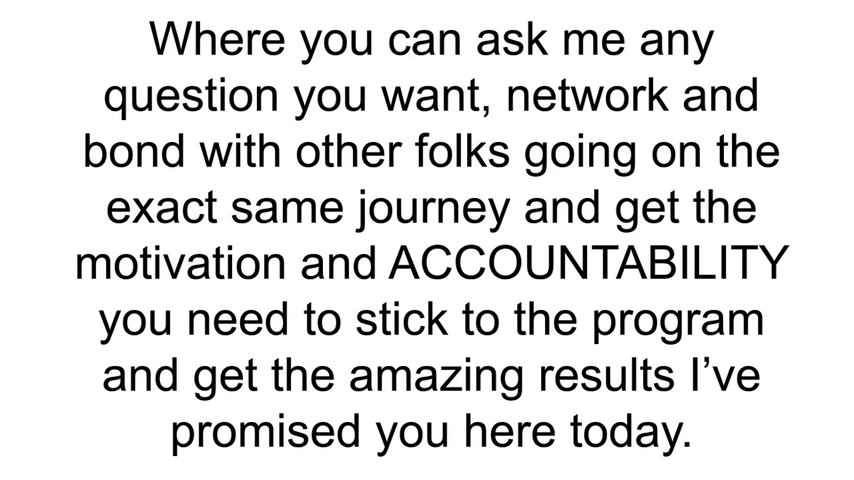 Where you can ask me any
question you want, network and
bond with other folks going on the
exact same journey and get the
motivation and ACCOUNTABILITY
you need to stick to the program
and get the amazing results I’ve
promised you here today.